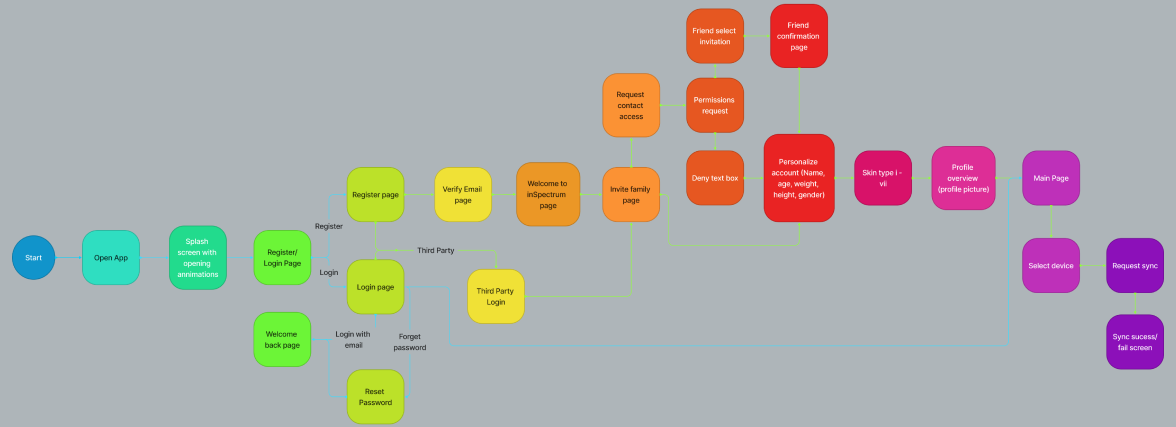 Start
Open App
Splash
screen with
opening
annimations
Register/
Login Page
Welcome
back page
Register
Login
Register page
Login page
Login with
email
Forget
password
Reset
Password
Third Party
Verify Email
page
Third Party
Login
Welcome to
inSpectrum
page
Invite family
page
Request
contact
access
Friend select
invitation
Permissions
request
Deny text box
Friend
confirmation
page
Personalize
account (Name,
age, weight,
height, gender)
Skin type i -
vii
Profile
overview
(profile picture)
Main Page
Select device
Request sync
Sync sucess/
fail screen